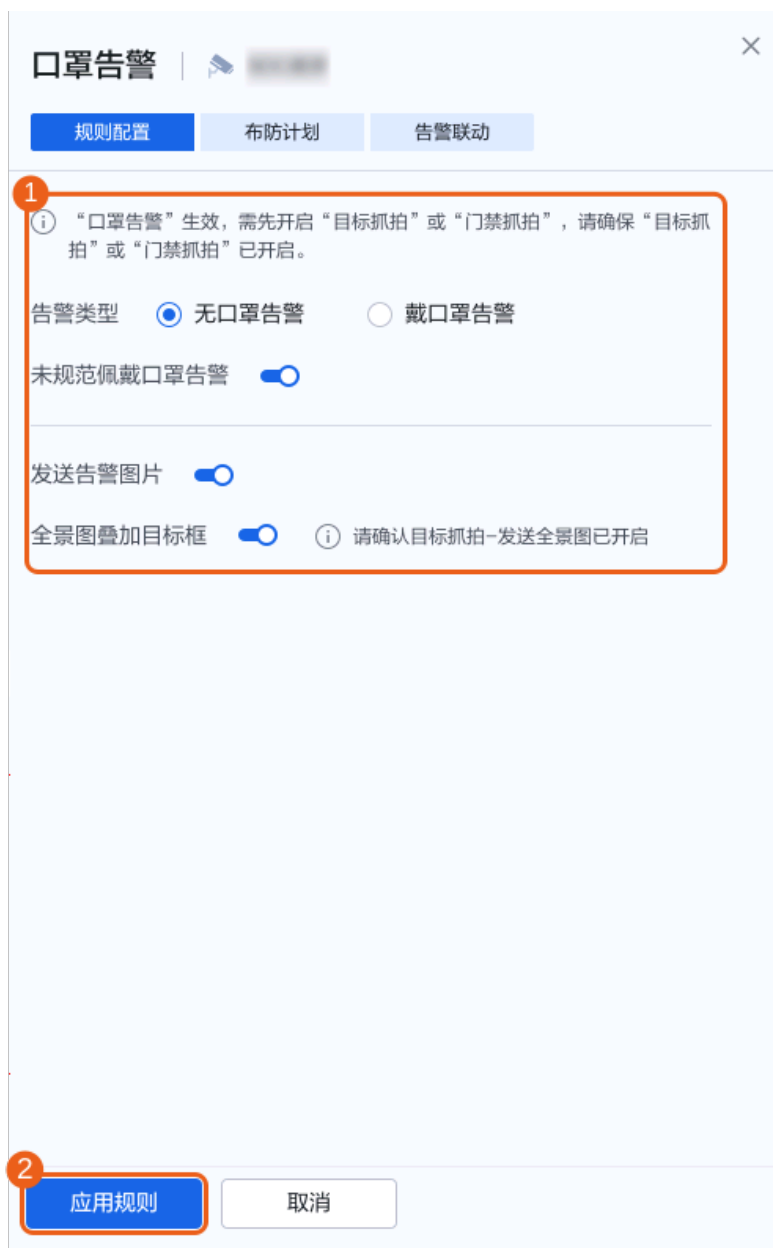 口罩告警
规则配置 布防计划 告警联动
1
“口罩告警”生效，需先开启“目标抓拍”或“门禁抓拍”，请确保“目标抓
拍”或“门禁抓拍”已开启。
告警类型 无口罩告警 戴口罩告警
未规范佩戴口罩告警
发送告警图片
全景图叠加目标框 请确认目标抓拍-发送全景图已开启
2
应用规则 取消